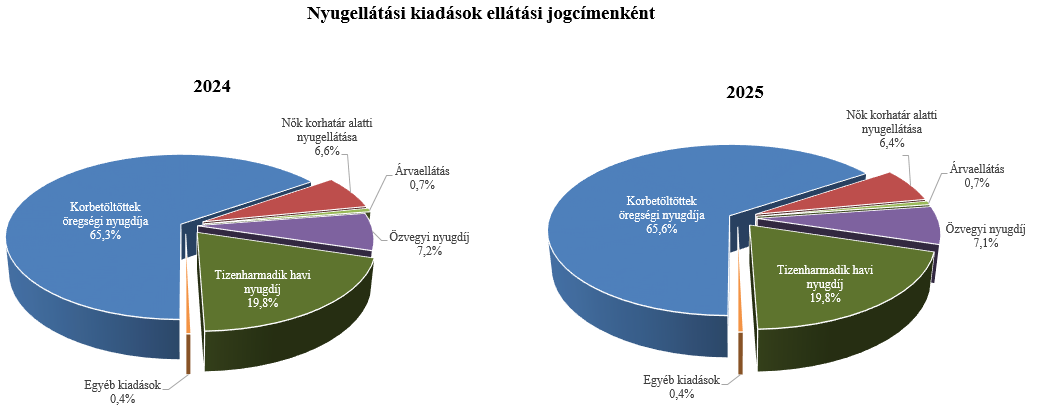 Nyugellátási kiadások ellátási jogcímenként
2024
Nők korhatár alatti
nyugellátása
6,6%
Árvaellátás
0,7%
Korbetöltöttek
öregségi nyugdíja
65,3%
Özvegyi nyugdíj
7,2%
Tizenharmadik havi
nyugdíj
19,8%
Egyéb kiadások
0,4%
2025
Nők korhatár alatti
nyugellátása
6,4%
Árvaellátás
0,7%
Korbetöltöttek
öregségi nyugdíja
65,6%
Özvegyi nyugdíj
7,1%
Tizenharmadik havi
nyugdíj
19,8%
Egyéb kiadások
0,4%